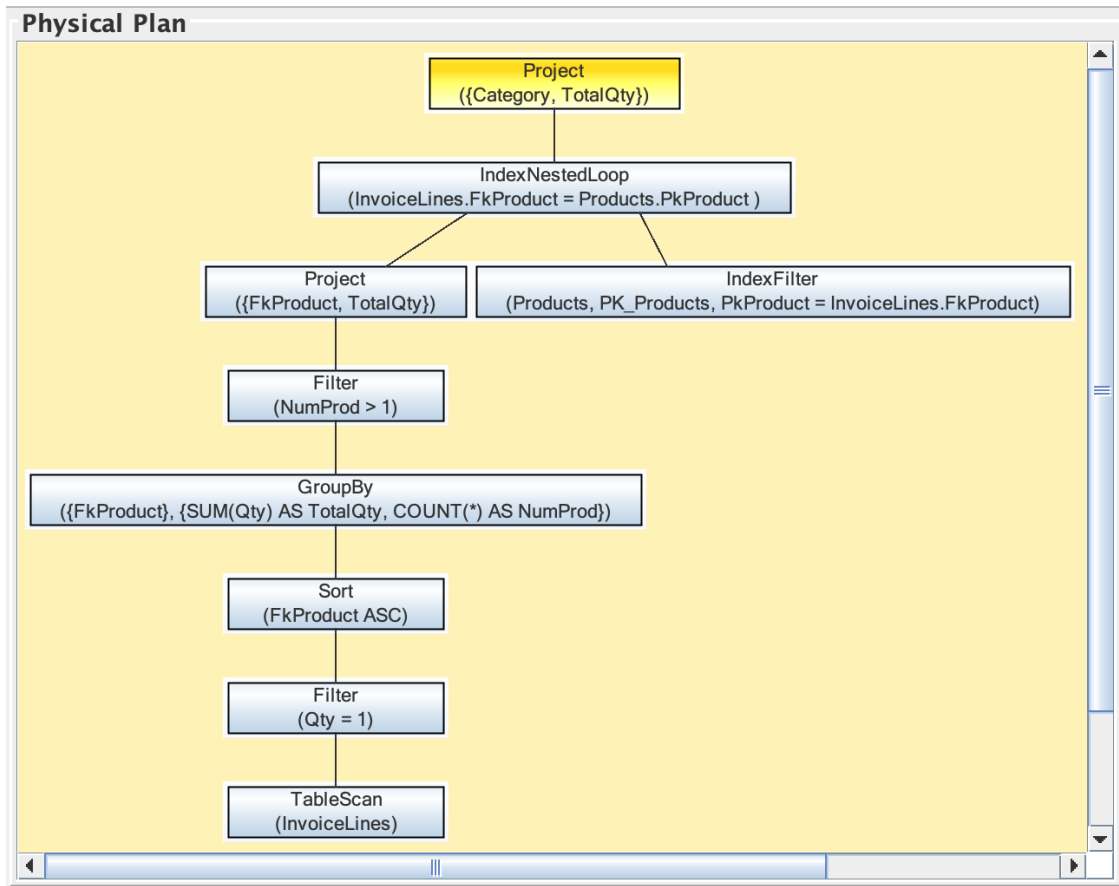 Physical Plan
Project
({Category, TotalQty})
IndexNestedLoop
(InvoiceLines.FkProduct = Products.PkProduct )
Project
({FkProduct, TotalQty})
IndexFilter
(Products, PK_Products, PkProduct = InvoiceLines.FkProduct)
Filter
(NumProd > 1)
GroupBy
({FkProduct}, {SUM(Qty) AS TotalQty, COUNT(*) AS NumProd})
Sort
(FkProduct ASC)
Filter
(Qty = 1)
TableScan
(InvoiceLines)